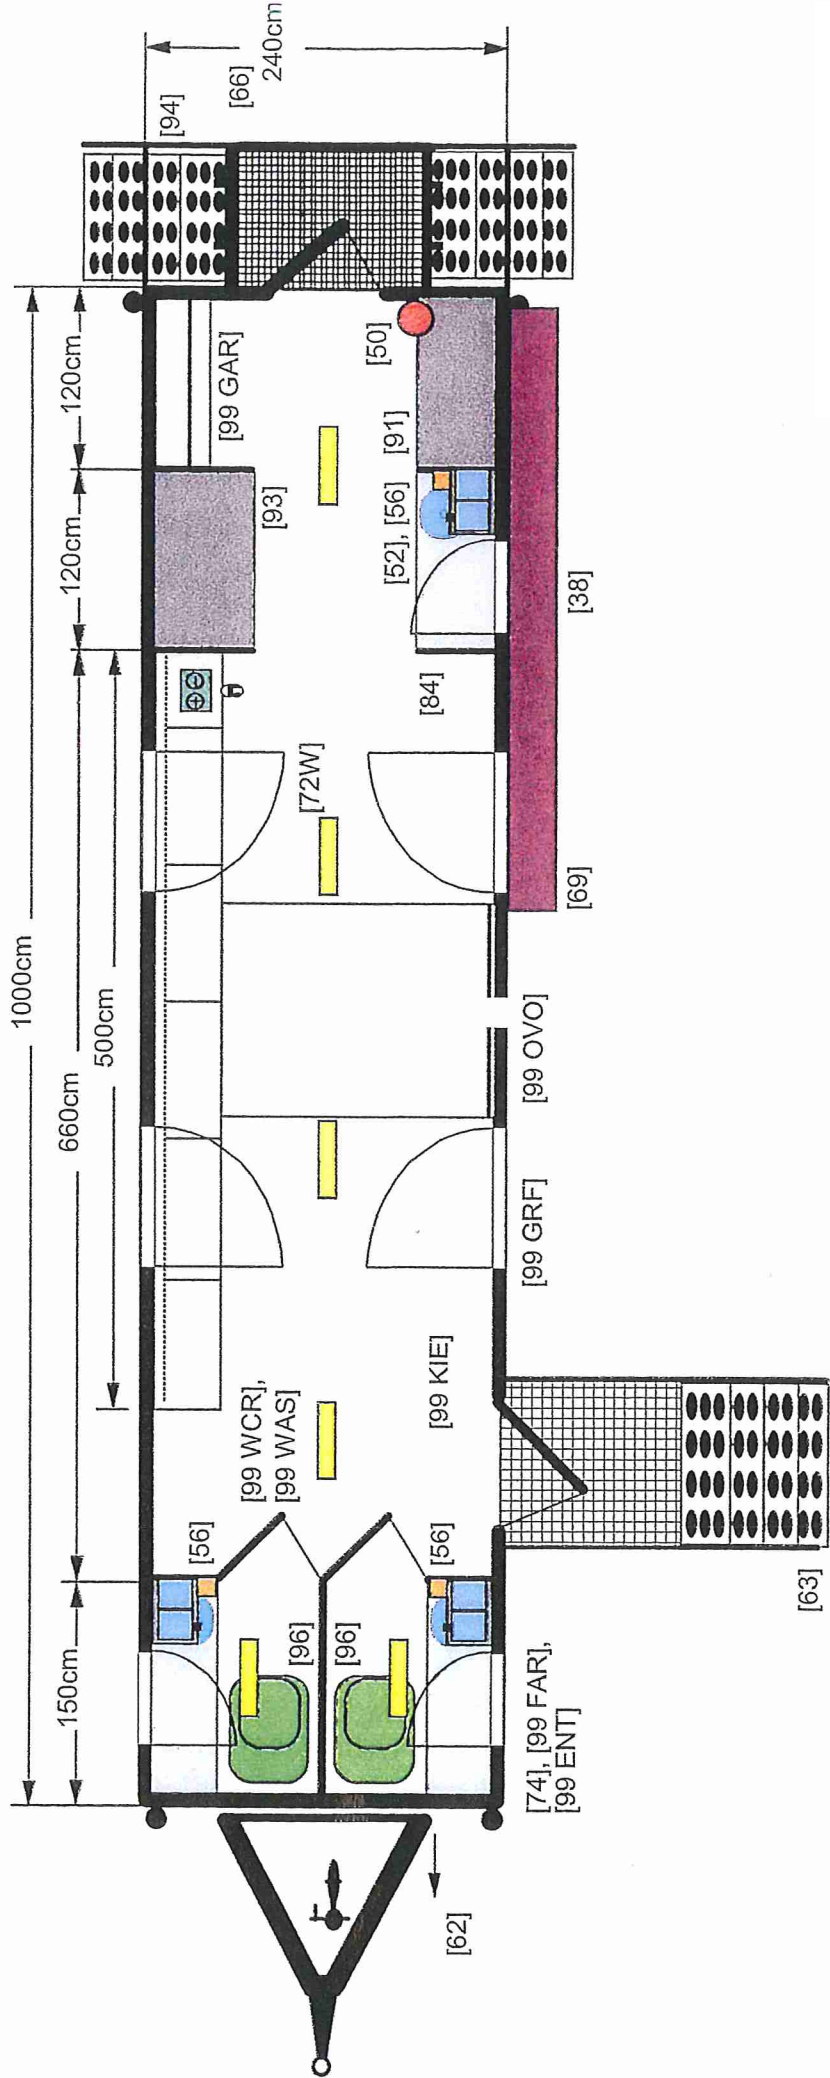 1000cm
660cm
120cm
120cm
500cm
150cm
240cm
[66]
[94]
[99 GAR]
[93]
[50]
[91]
[52], [56]
[84]
[38]
[72W]
[69]
[99 OVO]
[99 GRF]
[99 KIE]
[99 WCR],
[99 WAS]
[56]
[56]
[96]
[96]
[63]
[74], [99 FAR],
[99 ENT]
[62]